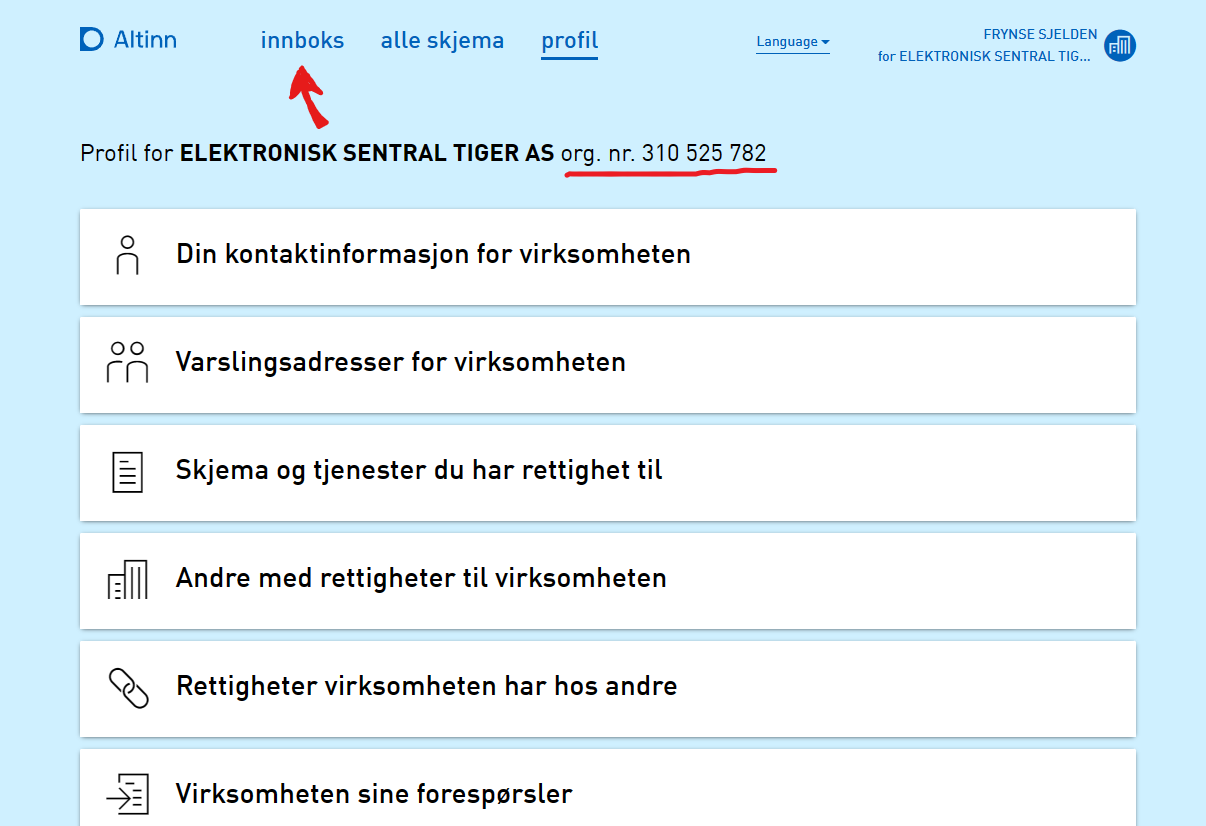 Altinn innboks alle skjema profil Language FRYNSE SJELDEN
for ELEKTRONISK SENTRAL TIG...
Profil for ELEKTRONISK SENTRAL TIGER AS org. nr. 310 525 782
Din kontaktinformasjon for virksomheten
Varslingsadresser for virksomheten
Skjema og tjenester du har rettighet til
Andre med rettigheter til virksomheten
Rettigheter virksomheten har hos andre
Virksomheten sine forespørsler